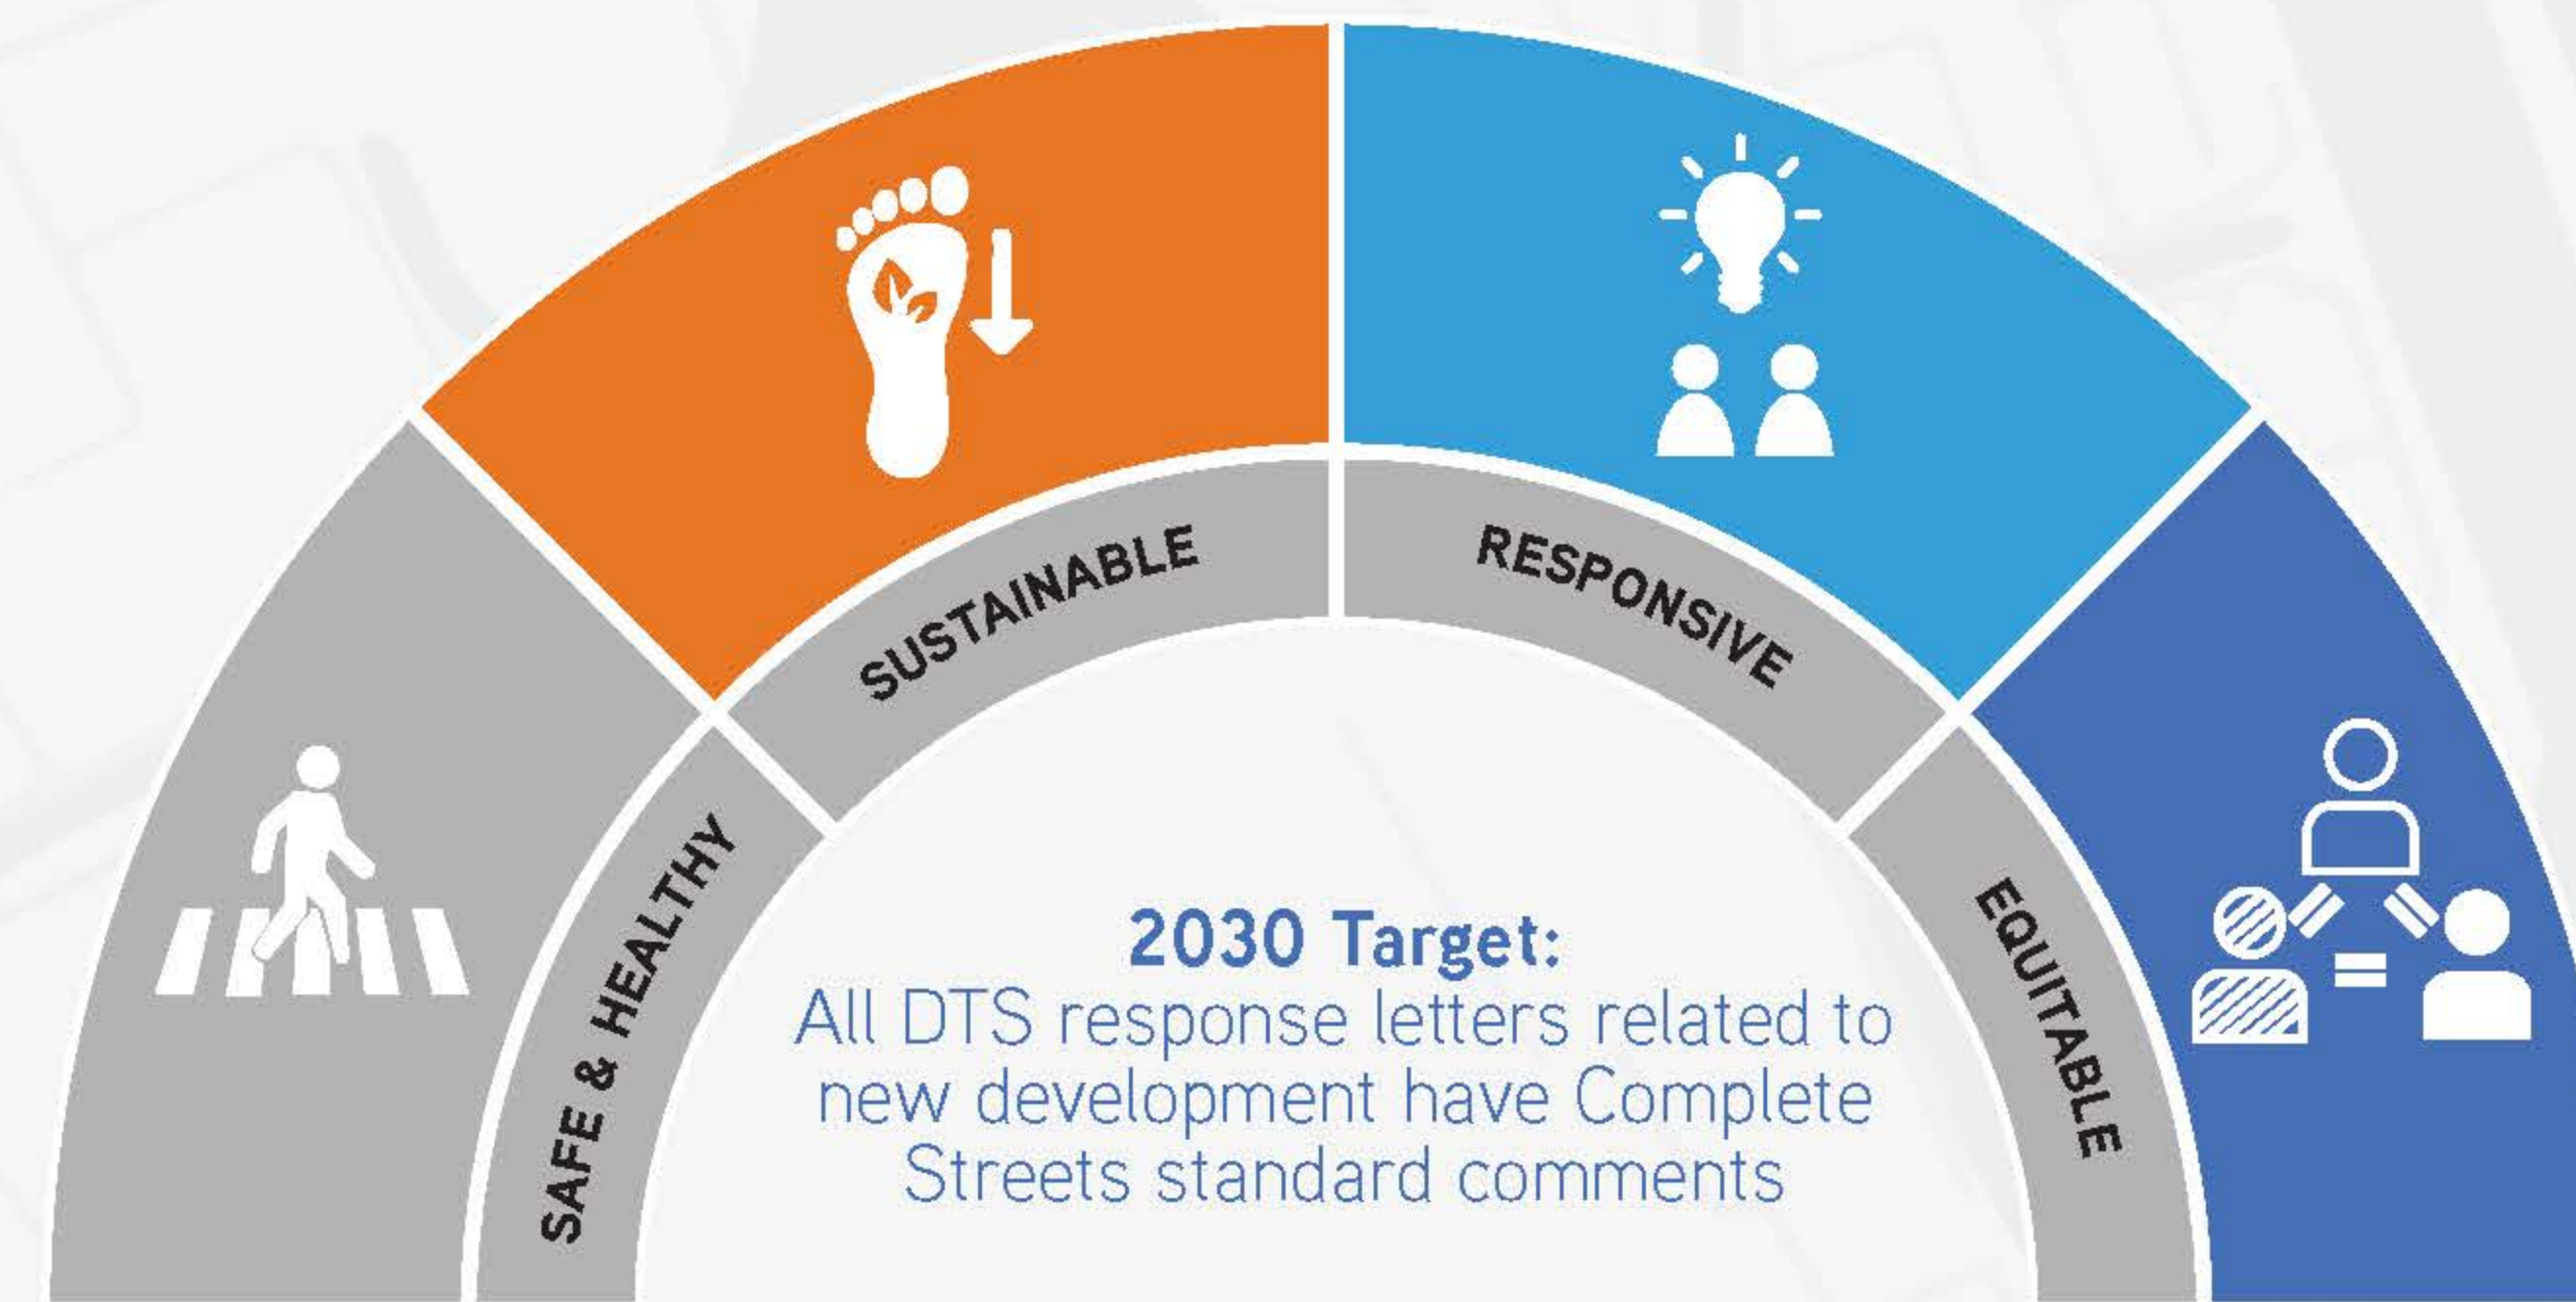 SUSTAINABLE
RESPONSIVE
SAFE & HEALTHY
EQUITABLE
2030 Target:
All DTS response letters related to
new development have Complete
Streets standard comments